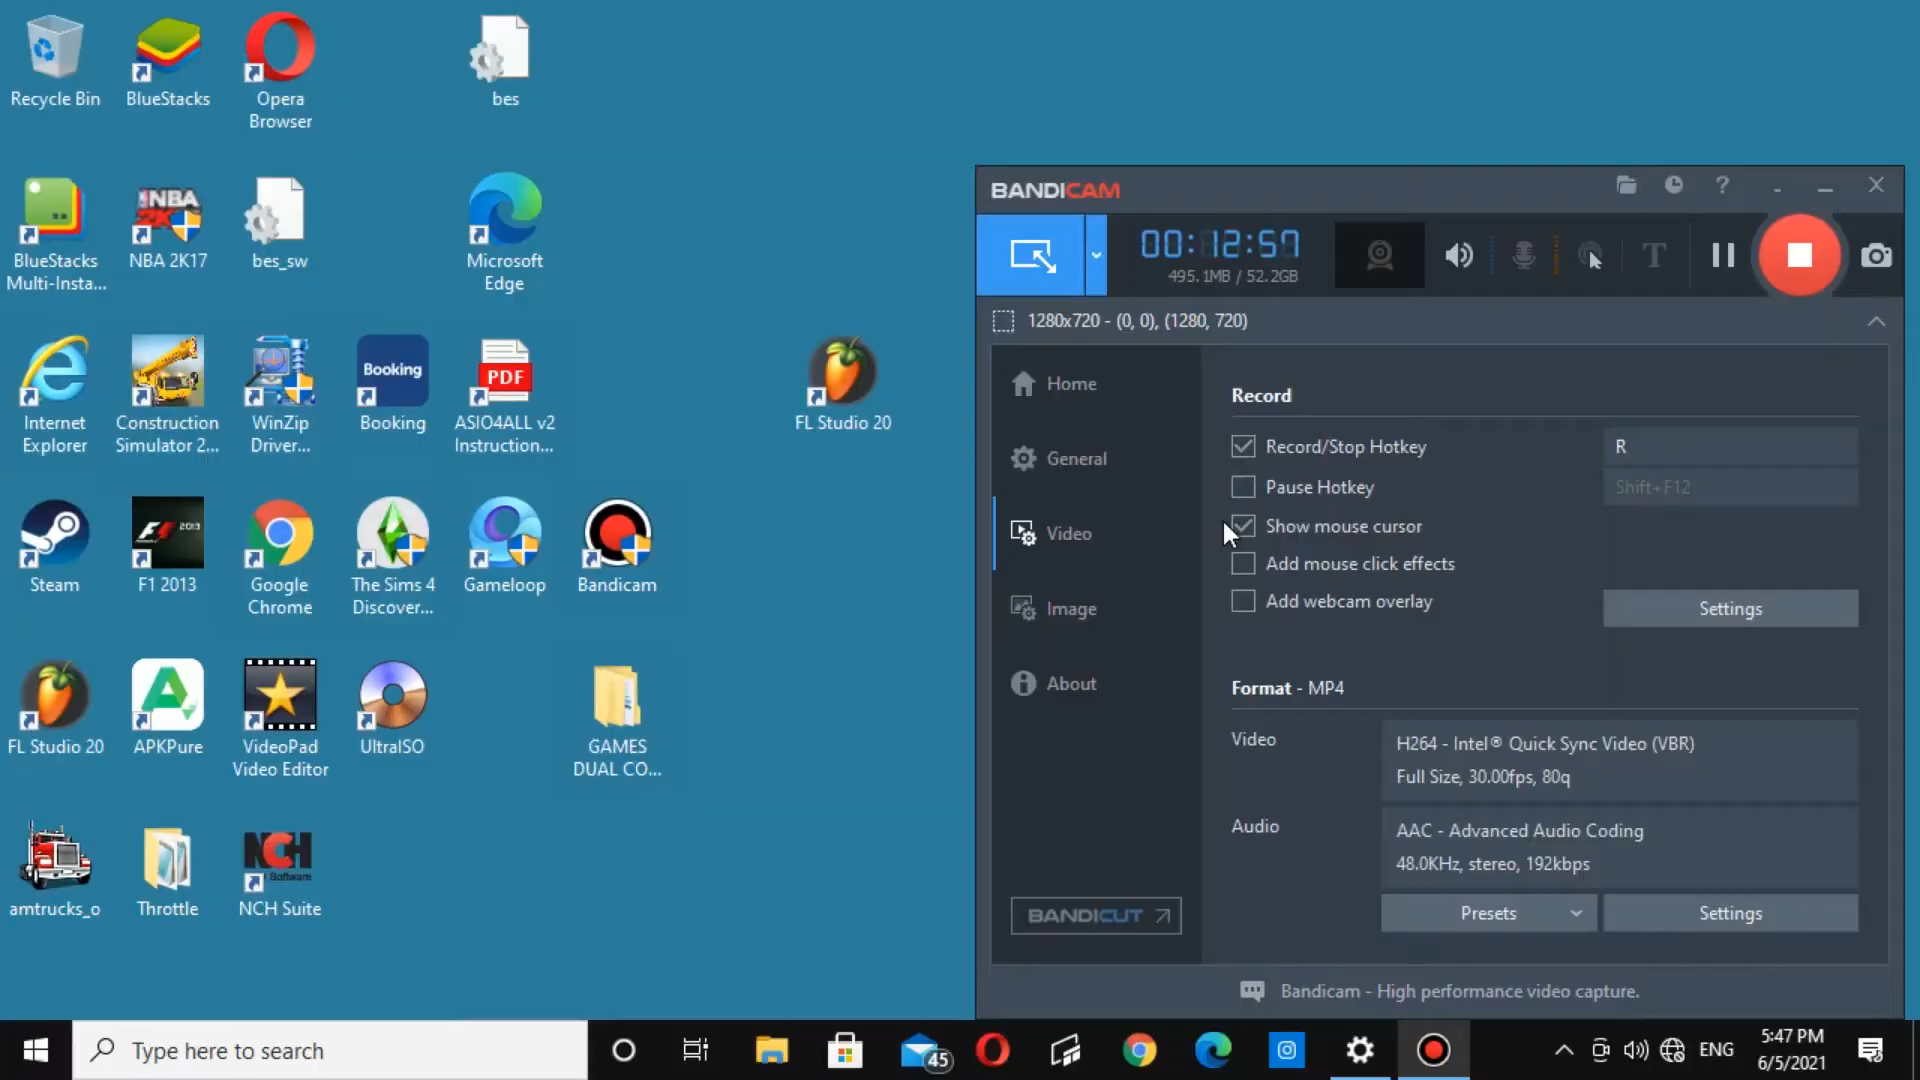 Recycle Bin
BlueStacks
Opera
Browser
bes
BlueStacks
Multi-Insta...
NBA 2K17
bes_sw
Microsoft
Edge
Internet
Explorer
Construction
Simulator 2...
WinZip
Driver...
Booking
Booking
PDF
ASIO4ALL v2
Instruction...
FL Studio 20
Steam
F1 2013
Google
Chrome
The Sims 4
Discover...
Gameloop
Bandicam
FL Studio 20
APKPure
VideoPad
Video Editor
UltraISO
GAMES
DUAL CO...
amtrucks_o
Throttle
NCH
Software
NCH Suite
BANDICAM
00:12:57
495.1MB / 52.2GB
1280x720 - (0, 0), (1280, 720)
Home
General
Video
Image
About
BANDICUT
Record
Record/Stop Hotkey
R
Pause Hotkey
Shift+F12
Show mouse cursor
Add mouse click effects
Add webcam overlay
Settings
Format - MP4
Video
H264 - Intel® Quick Sync Video (VBR)
Full Size, 30.00fps, 80q
Audio
AAC - Advanced Audio Coding
48.0KHz, stereo, 192kbps
Presets
Settings
Bandicam - High performance video capture.
Type here to search
45
ENG
5:47 PM
6/5/2021